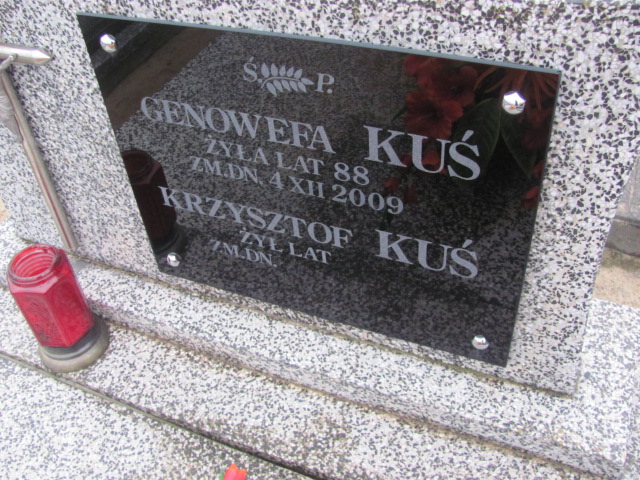 Ś. P.
GENOWEFA KUŚ
ŻYŁA LAT 88
ZM.DN. 4 XII 2009
KRZYSZTOF KUŚ
ŻYŁ LAT
ZM.DN.